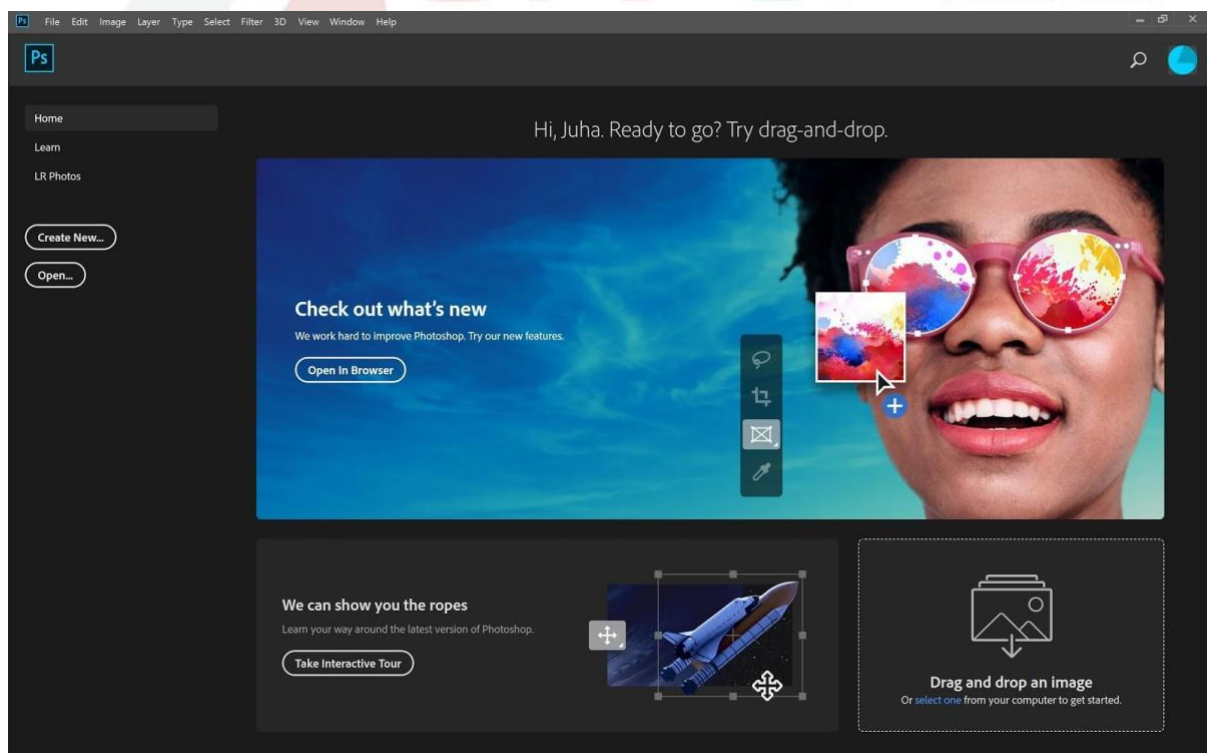 Ps File Edit Image Layer Type Select Filter 3D View Window Help
Ps
Home
Learn
LR Photos
Create New...
Open...
Hi, Juha. Ready to go? Try drag-and-drop.
Check out what's new
We work hard to improve Photoshop. Try our new features.
Open In Browser
We can show you the ropes
Learn your way around the latest version of Photoshop.
Take Interactive Tour
Drag and drop an image
Or select one from your computer to get started.